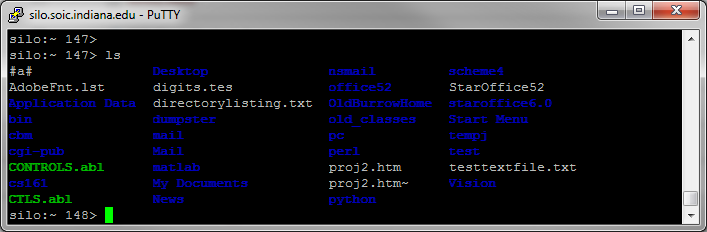 silo.soic.indiana.edu - PuTTY
silo:~ 147>
silo:~ 147> ls
#a# Desktop nsmail scheme4
AdobeFnt.lst digits.tes office52 StarOffice52
Application Data directorylisting.txt OldBurrowHome staroffice6.0
bin dumpster old_classes Start Menu
cbm mail pc tempj
cgi-pub Mail perl test
CONTROLS.abl matlab proj2.htm testtextfile.txt
cs161 My Documents proj2.htm~ Vision
CTLS.abl News python
silo:~ 148>